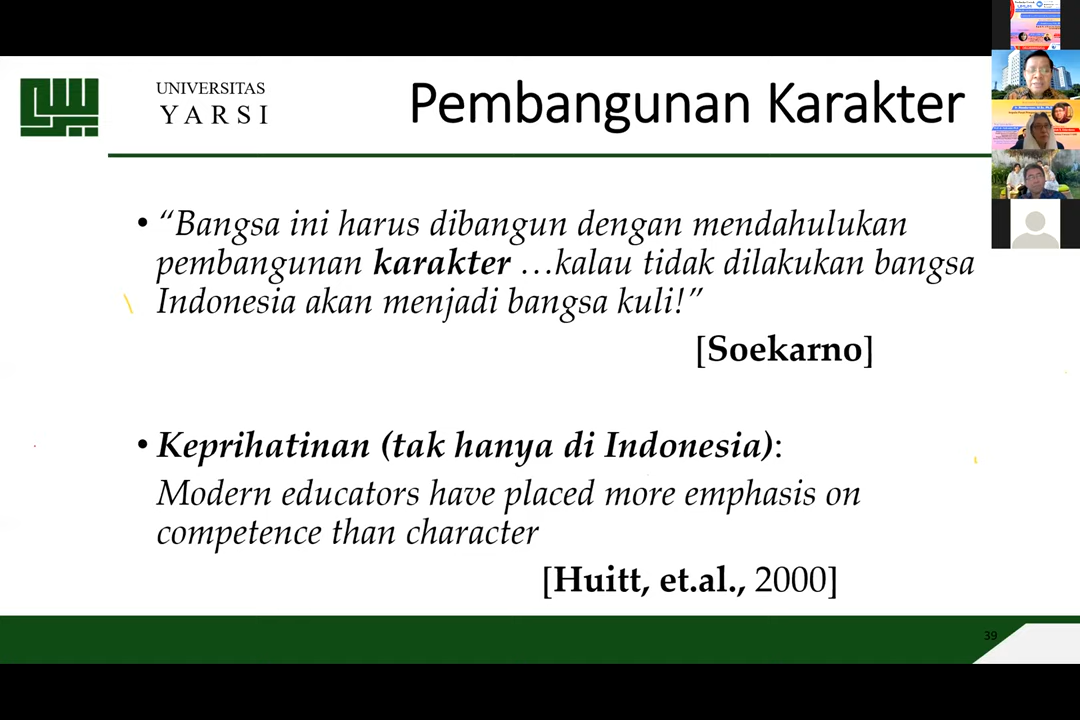 UNIVERSITAS
YARSI
Pembangunan Karakter
• “Bangsa ini harus dibangun dengan mendahulukan
pembangunan karakter …kalau tidak dilakukan bangsa
Indonesia akan menjadi bangsa kuli!”
[Soekarno]
• Keprihatinan (tak hanya di Indonesia):
Modern educators have placed more emphasis on
competence than character
[Huitt, et.al., 2000]
39